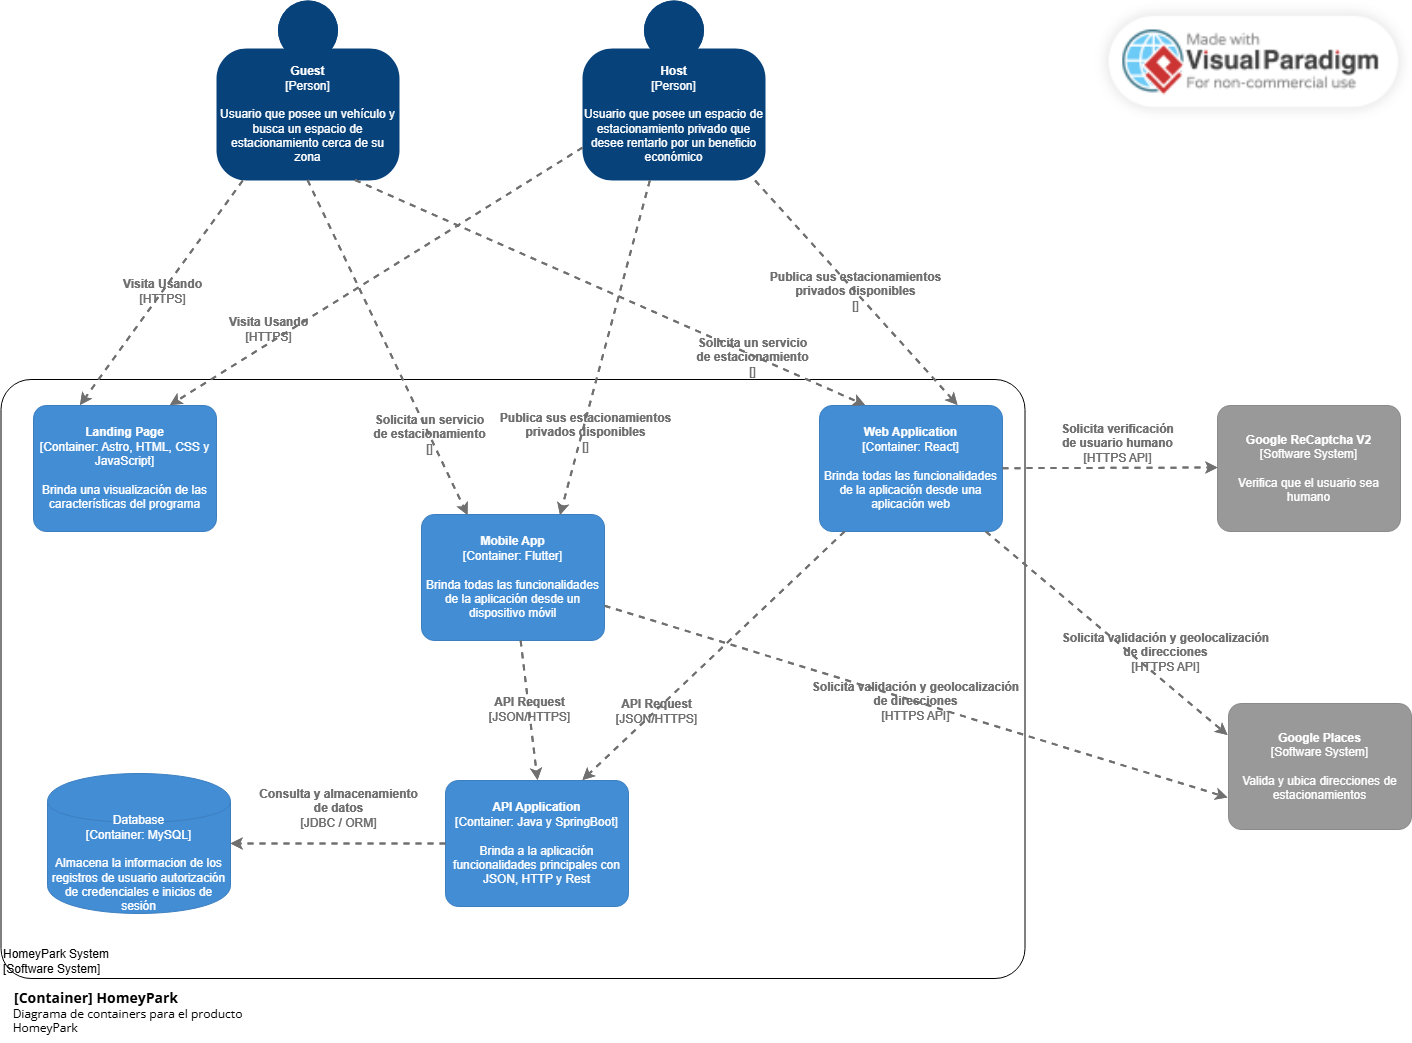 Made with
VisualParadigm
For non-commercial use
Guest
[Person]
Usuario que posee un vehículo y
busca un espacio de
estacionamiento cerca de su
zona
Host
[Person]
Usuario que posee un espacio de
estacionamiento privado que
desee rentarlo por un beneficio
económico
Visita Usando
[HTTPS]
Visita Usando
[HTTPS]
Publica sus estacionamientos
privados disponibles
[]
Solicita un servicio
de estacionamiento
[]
Solicita un servicio
de estacionamiento
[]
Publica sus estacionamientos
privados disponibles
[]
Landing Page
[Container: Astro, HTML, CSS y
JavaScript]
Brinda una visualización de las
características del programa
Web Application
[Container: React]
Brinda todas las funcionalidades
de la aplicación desde una
aplicación web
Solicita verificación
de usuario humano
[HTTPS API]
Google ReCaptcha V2
[Software System]
Verifica que el usuario sea
humano
Mobile App
[Container: Flutter]
Brinda todas las funcionalidades
de la aplicación desde un
dispositivo móvil
Solicita validación y geolocalización
de direcciones
[HTTPS API]
Solicita validación y geolocalización
de direcciones
[HTTPS API]
API Request
[JSON/HTTPS]
API Request
[JSON/HTTPS]
Google Places
[Software System]
Valida y ubica direcciones de
estacionamientos
Consulta y almacenamiento
de datos
[JDBC / ORM]
Database
[Container: MySQL]
Almacena la informacion de los
registros de usuario autorización
de credenciales e inicios de
sesión
API Application
[Container: Java y SpringBoot]
Brinda a la aplicación
funcionalidades principales con
JSON, HTTP y Rest
HomeyPark System
[Software System]
[Container] HomeyPark
Diagrama de containers para el producto
HomeyPark